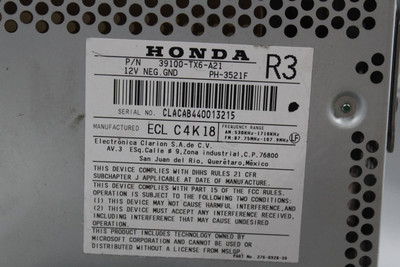 HONDA
P/N 39100-TX6-A21 R3
12V NEG.GND PH-3521F
SERIAL NO. CLACAB440013215
MANUFACTURED ECL C4K18 FREQUENCY RANGE
AM:530KHz-1710KHz
FM:87.75MHz-107.9MHz LF
Electrónica Clarion S.A.de C.V.
AV.3 ESq.Calle # 9,Zona industrial,C.P.76800
San Juan del Río, Querétaro,México
THIS DEVICE COMPLIES WITH DHHS RULES 21 CFR
SUBCHAPTER J APPLICABLE AT DATE OF MANUFACTURE
THIS DEVICE COMPLIES WITH PART 15 OF THE FCC RULES.
OPERATION IS SUBJECT TO THE FOLLOWING TWO CONDITIONS:
(1) THIS DEVICE MAY NOT CAUSE HARMFUL INTERFERENCE,AND
(2) THIS DEVICE MUST ACCEPT ANY INTERFERENCE RECEIVED,
INCLUDING INTERFERENCE THAT MAY CAUSE UNDESIRED
OPERATION.
THIS PRODUCT INCLUDES TECHNOLOGY OWNED BY
MICROSOFT CORPORATION AND CANNOT BE USED OR
DISTRIBUTED WITHOUT A LICENSE FROM MSLGP
PART No.